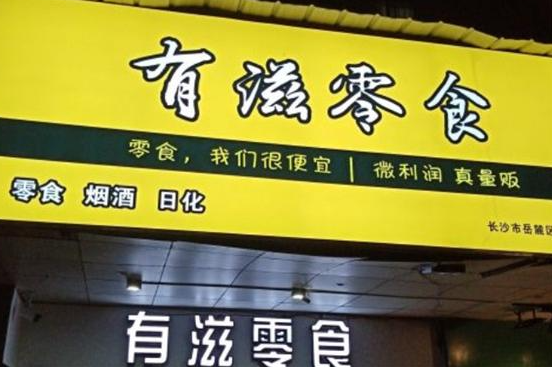 有滋零食
零食，我们很便宜 | 微利润 真量贩
零食 烟酒 日化
长沙市岳麓区
有滋零食